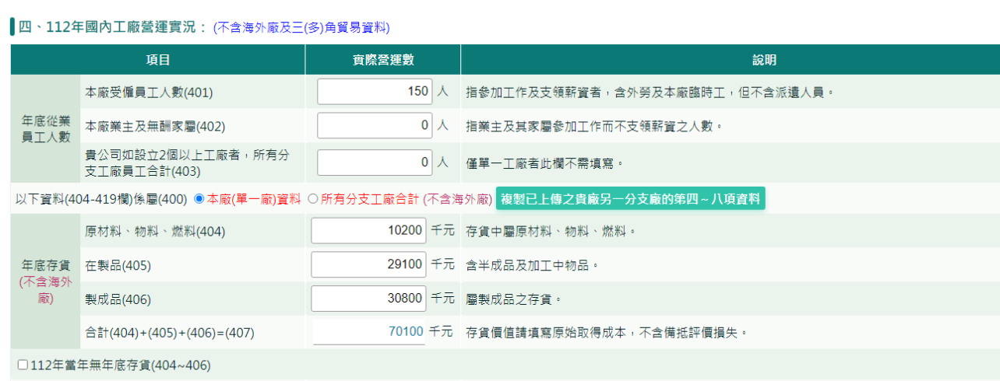 四、112年國內工廠營運實況： (不含海外廠及三(多)角貿易資料)
項目 實際營運數 說明
年底從業員工人數
本廠受僱員工人數(401) 150 人 指參加工作及支領薪資者，含外勞及本廠臨時工，但不含派遣人員。
本廠業主及無酬家屬(402) 0 人 指業主及其家屬參加工作而不支領薪資之人數。
貴公司如設立2個以上工廠者，所有分
支工廠員工合計(403) 0 人 僅單一工廠者此欄不需填寫。
以下資料(404-419欄)係屬(400) 本廠(單一廠)資料 所有分支工廠合計 (不含海外廠) 複製已上傳之貴廠另一分支廠的第四～八項資料
年底存貨
(不含海外
廠)
原材料、物料、燃料(404) 10200 千元 存貨中屬原材料、物料、燃料。
在製品(405) 29100 千元 含半成品及加工中物品。
製成品(406) 30800 千元 屬製成品之存貨。
合計(404)+(405)+(406)=(407) 70100 千元 存貨價值請填寫原始取得成本，不含備抵評價損失。
112年當年無年底存貨(404~406)